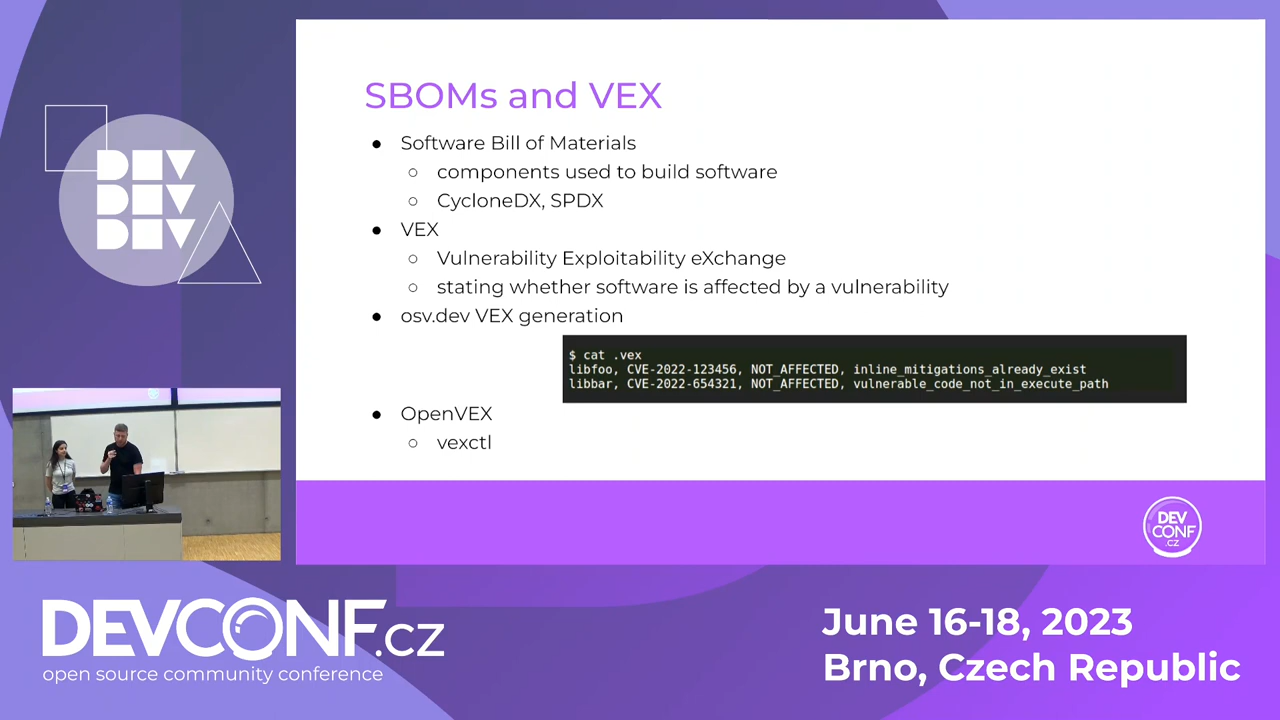 DEV
DEV
DEV
SBOMs and VEX
● Software Bill of Materials
○ components used to build software
○ CycloneDX, SPDX
● VEX
○ Vulnerability Exploitability eXchange
○ stating whether software is affected by a vulnerability
● osv.dev VEX generation
$ cat .vex
libfoo, CVE-2022-123456, NOT_AFFECTED, inline_mitigations_already_exist
libbar, CVE-2022-654321, NOT_AFFECTED, vulnerable_code_not_in_execute_path
● OpenVEX
○ vexctl
DEV
CONF
.CZ
DEVCONF.cz
open source community conference
June 16-18, 2023
Brno, Czech Republic